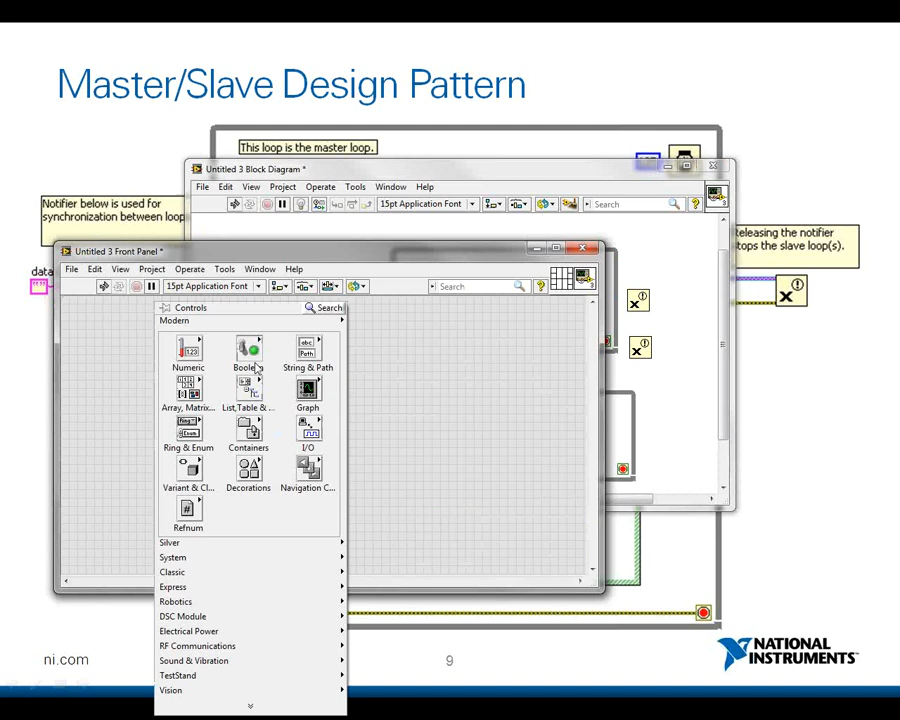 Master/Slave Design Pattern
This loop is the master loop.
Untitled 3 Block Diagram *
File Edit View Project Operate Tools Window Help
15pt Application Font
Search
Notifier below is used for
synchronization between loop
Releasing the notifier
stops the slave loop(s).
data
Untitled 3 Front Panel *
File Edit View Project Operate Tools Window Help
15pt Application Font
Search
Controls
Search
Modern
Numeric
String & Path
Array, Matrix...
List, Table & ...
Graph
Ring & Enum
Containers
I/O
Variant & Cl...
Decorations
Navigation C...
Refnum
Silver
System
Classic
Express
Robotics
DSC Module
Electrical Power
RF Communications
Sound & Vibration
TestStand
Vision
ni.com
9
NATIONAL
INSTRUMENTS